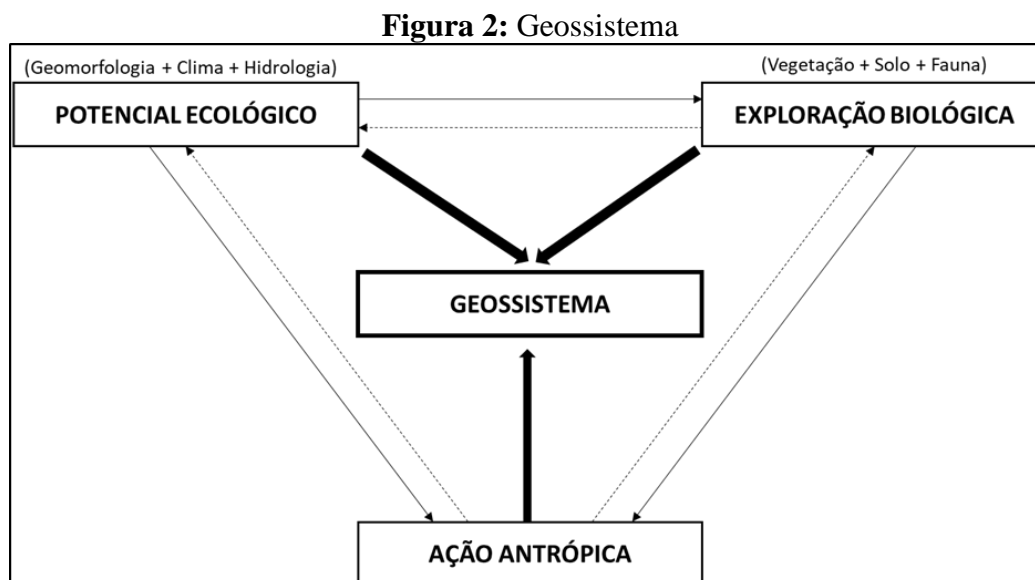 Figura 2: Geossistema
(Geomorfologia + Clima + Hidrologia)
POTENCIAL ECOLÓGICO
(Vegetação + Solo + Fauna)
EXPLORAÇÃO BIOLÓGICA
GEOSSISTEMA
AÇÃO ANTRÓPICA